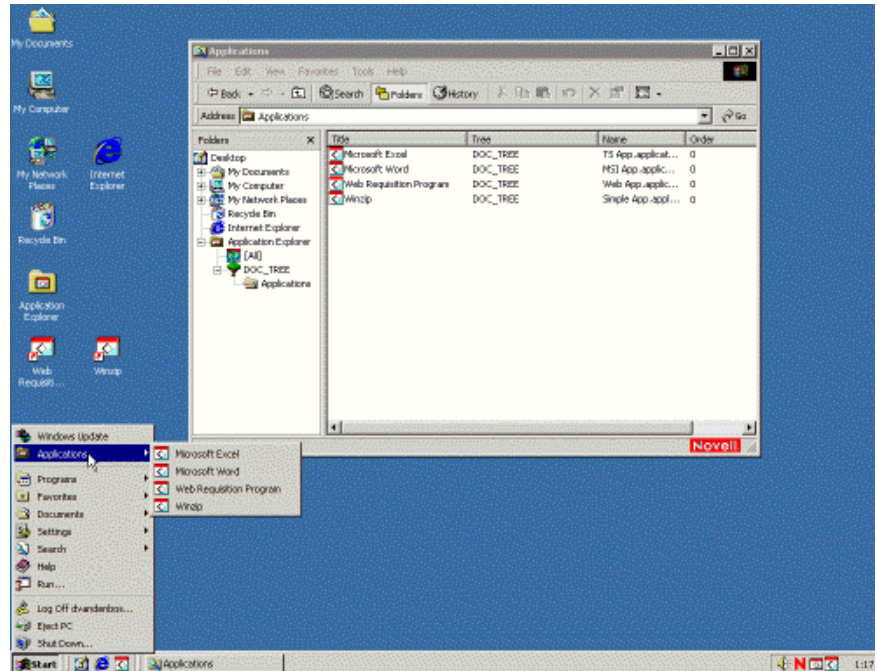 My Documents
My Computer
My Network
Places
Internet
Explorer
Recycle Bin
Application
Explorer
Web
Requisiti...
Winzip
Applications
File Edit View Favorites Tools Help
Back
Search
Folders
History
Address Applications
Go
Folders
Desktop
My Documents
My Computer
My Network Places
Recycle Bin
Internet Explorer
Application Explorer
[All]
DOC_TREE
Applications
Title Tree Name Order
Microsoft Excel DOC_TREE TS App.applicat... 0
Microsoft Word DOC_TREE MSI App.applic... 0
Web Requisition Program DOC_TREE Web App.applic... 0
Winzip DOC_TREE Simple App.appl... 0
Novell
Windows Update
Applications
Programs
Favorites
Documents
Settings
Search
Help
Run...
Log Off dvandenbos...
Eject PC
Shut Down...
Microsoft Excel
Microsoft Word
Web Requisition Program
Winzip
Start
Applications
N
1:17